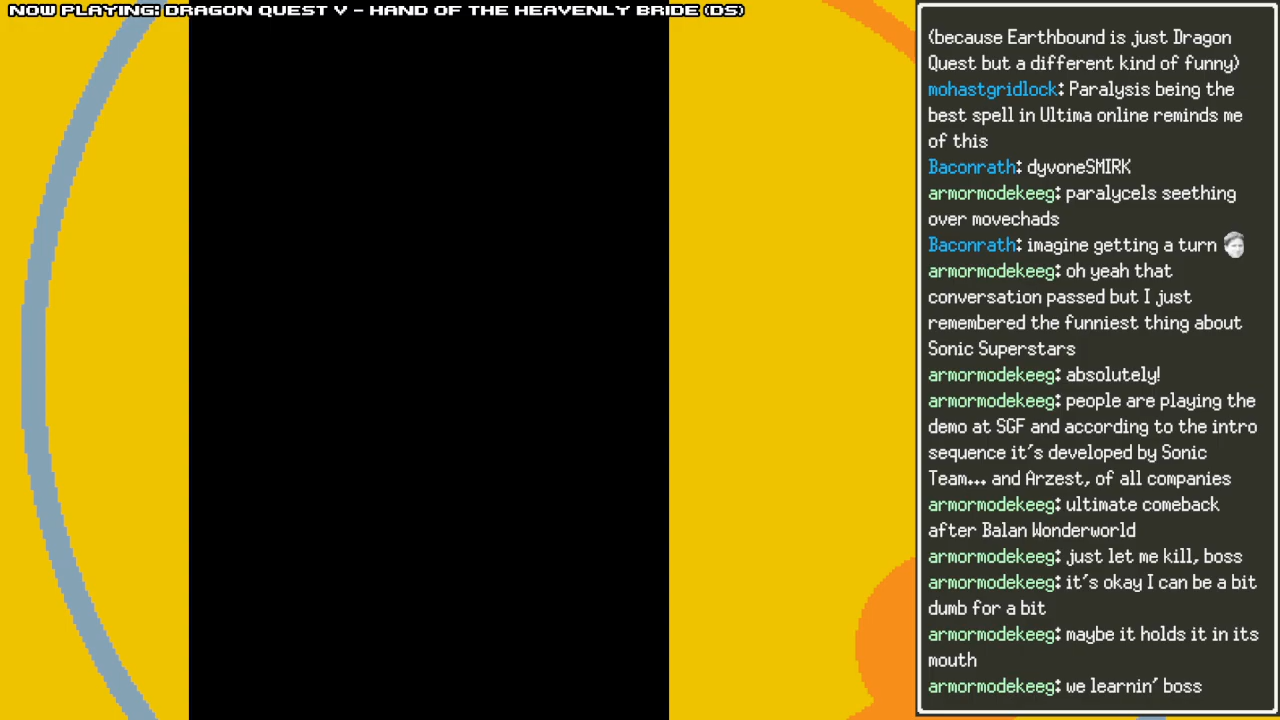 NOW PLAYING: DRAGON QUEST V - HAND OF THE HEAVENLY BRIDE (DS)
(because Earthbound is just Dragon
Quest but a different kind of funny)
mohastgridlock: Paralysis being the
best spell in Ultima online reminds me
of this
Baconrath: dyvoneSMIRK
armormodekeeg: paralycels seething
over movechads
Baconrath: imagine getting a turn
armormodekeeg: oh yeah that
conversation passed but I just
remembered the funniest thing about
Sonic Superstars
armormodekeeg: absolutely!
armormodekeeg: people are playing the
demo at SGF and according to the intro
sequence it's developed by Sonic
Team... and Arzest, of all companies
armormodekeeg: ultimate comeback
after Balan Wonderworld
armormodekeeg: just let me kill, boss
armormodekeeg: it's okay I can be a bit
dumb for a bit
armormodekeeg: maybe it holds it in its
mouth
armormodekeeg: we learnin' boss